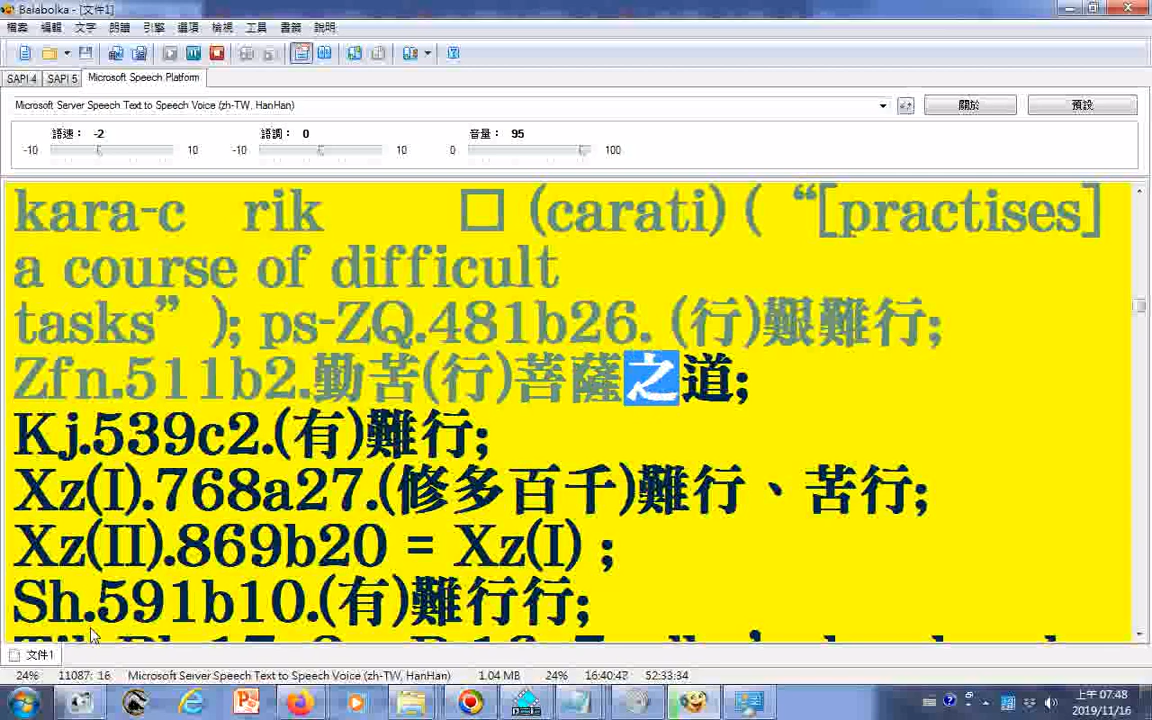 Balabolka - [文件1]
檔案 編輯 文字 朗讀 引擎 選項 檢視 工具 書籤 說明
SAPI 4 SAPI 5 Microsoft Speech Platform
Microsoft Server Speech Text to Speech Voice (zh-TW, HanHan) 關於 預設
語速： -2 語調： 0 音量： 95
-10 10 -10 10 0 100
kara-c rik □ (carati) ( “[practises]
a course of difficult
tasks” ); ps-ZQ.481b26. (行)艱難行;
Zfn.511b2.勤苦(行)菩薩之道;
Kj.539c2.(有)難行;
Xz(I).768a27.(修多百千)難行、苦行;
Xz(II).869b20 = Xz(I) ;
Sh.591b10.(有)難行行;
文件1
24% 11087: 16 Microsoft Server Speech Text to Speech Voice (zh-TW, HanHan) 1.04 MB 24% 16:40:47 52:33:34
上午 07:48
2019/11/16